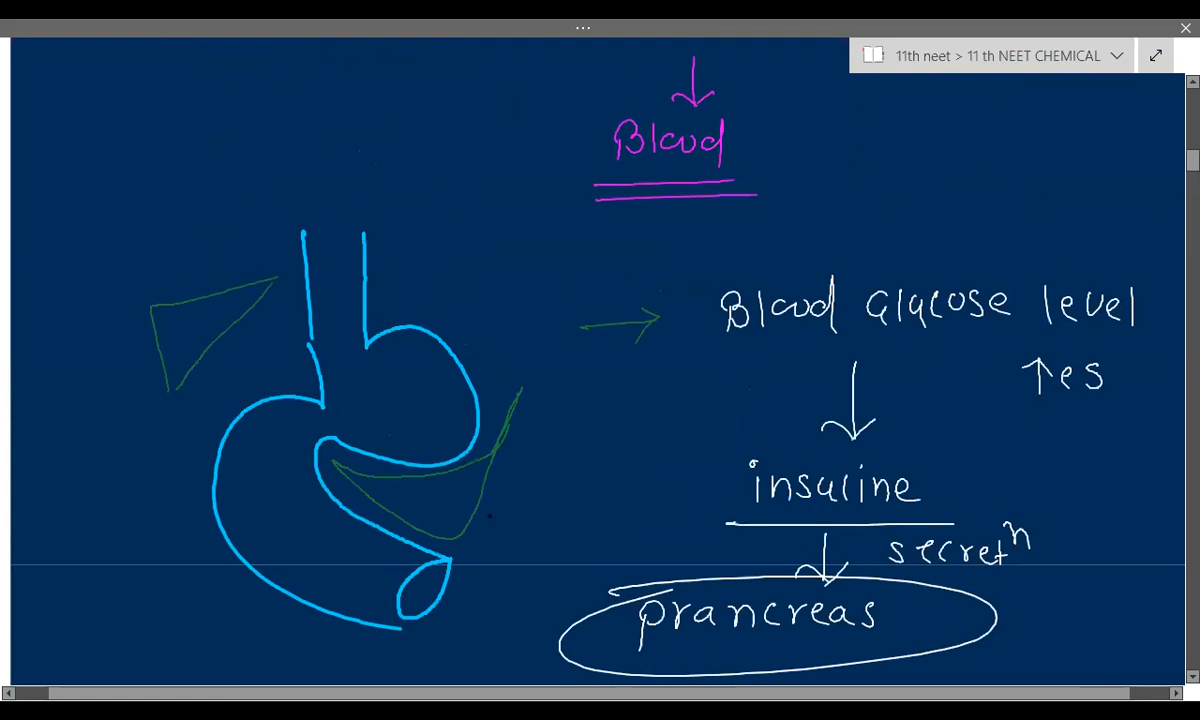 11th neet > 11 th NEET CHEMICAL
Blood
Blood Glucose level
↑es
insuline
secretⁿ
prancreas